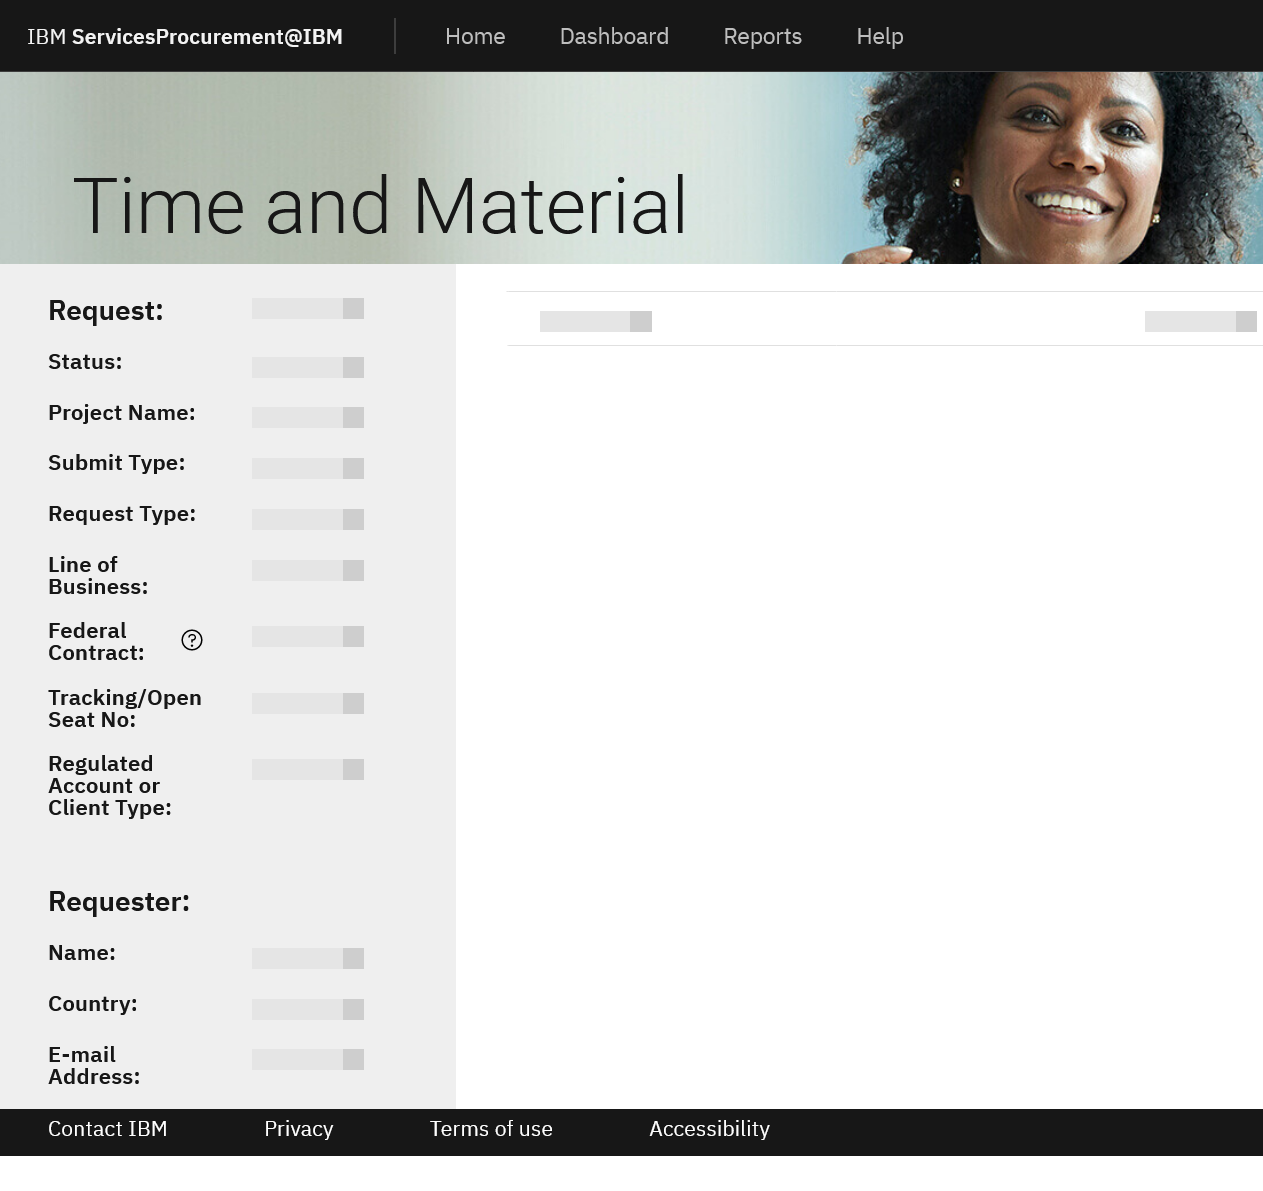 IBM ServicesProcurement@IBM
Home
Dashboard
Reports
Help
Time and Material
Request:
Status:
Project Name:
Submit Type:
Request Type:
Line of
Business:
Federal
Contract:
?
Tracking/Open
Seat No:
Regulated
Account or
Client Type:
Requester:
Name:
Country:
E-mail
Address:
Contact IBM
Privacy
Terms of use
Accessibility